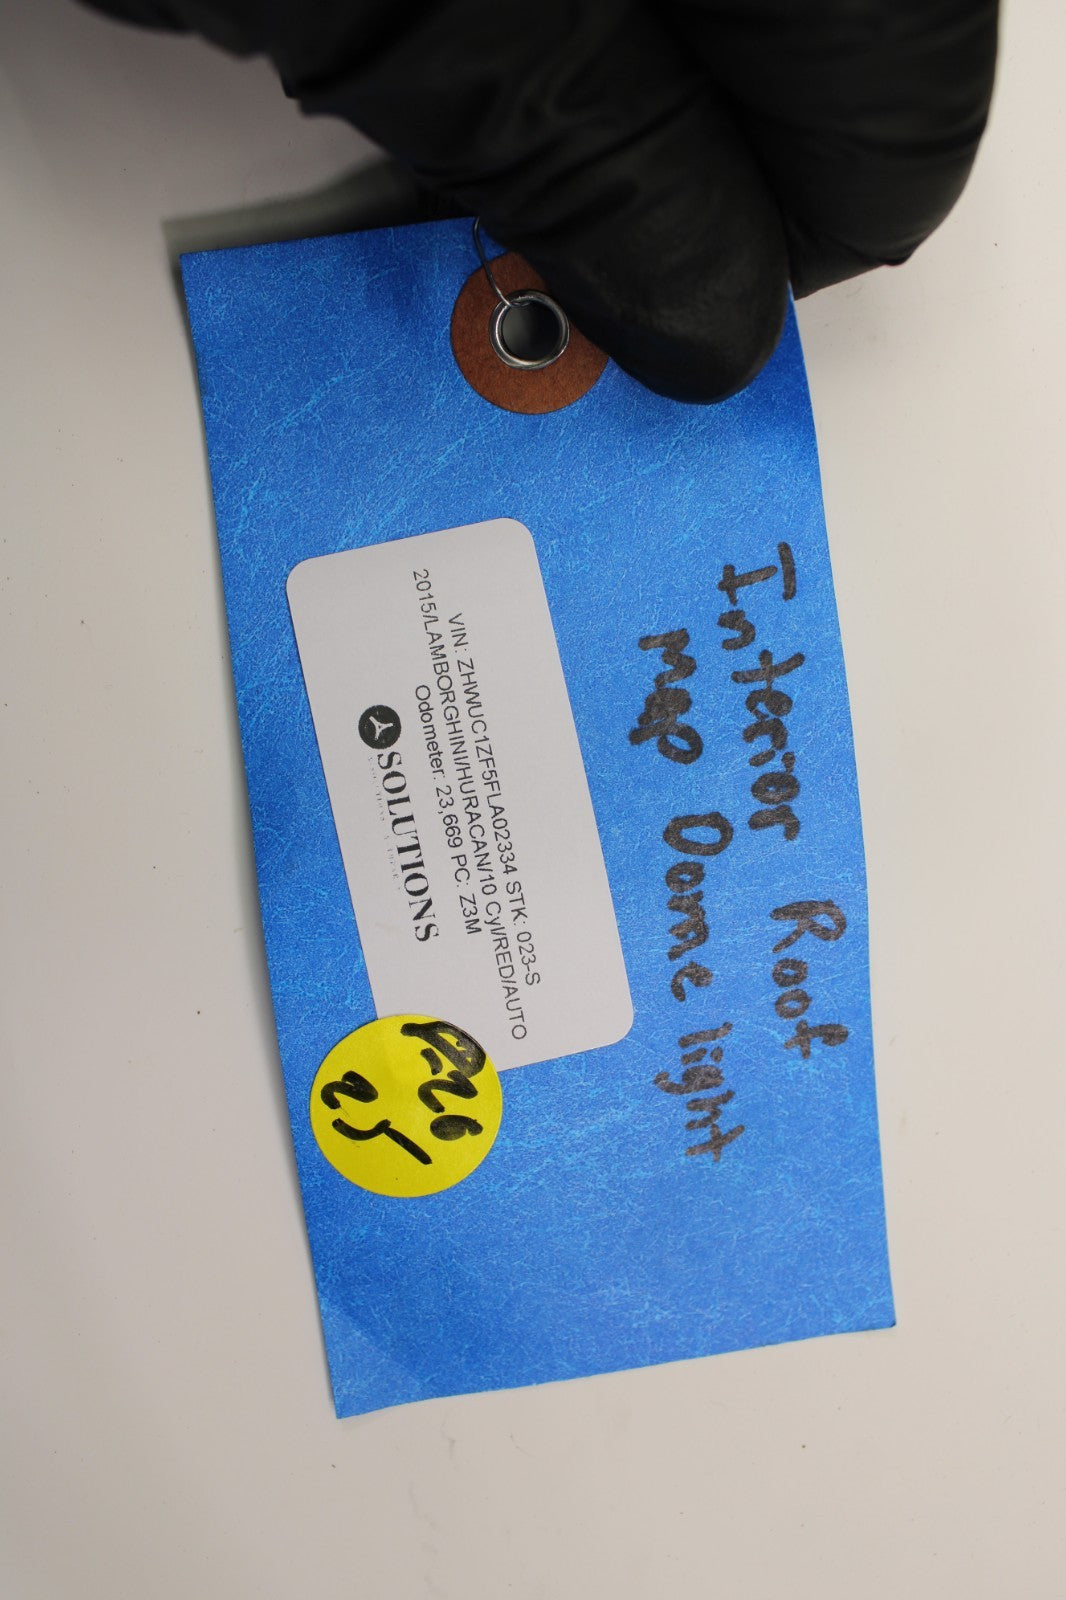 Interior Roof
map Dome light
VIN: ZHWUC1ZF5FLA02334 STK: 023-S
2015/LAMBORGHINI/HURACAN/10 Cyl/RED/AUTO
Odometer: 23,669 PC: Z3M
SOLUTIONS
A-26
25